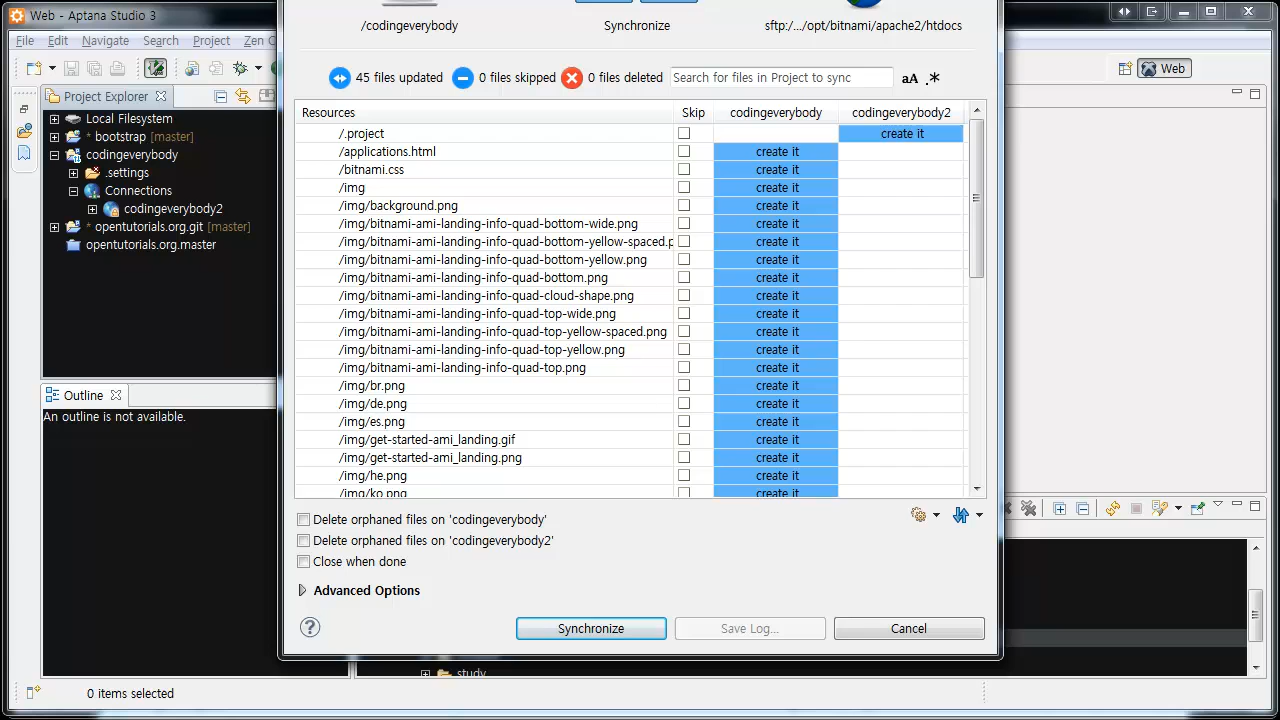 Web - Aptana Studio 3
File Edit Navigate Search Project Zen C
/codingeverybody
Synchronize
sftp:/.../opt/bitnami/apache2/htdocs
45 files updated
0 files skipped
0 files deleted
Search for files in Project to sync
aA .*
Web
Project Explorer
Local Filesystem
* bootstrap [master]
codingeverybody
.settings
Connections
codingeverybody2
* opentutorials.org.git [master]
opentutorials.org.master
Outline
An outline is not available.
Resources Skip codingeverybody codingeverybody2
/.project create it
/applications.html create it
/bitnami.css create it
/img create it
/img/background.png create it
/img/bitnami-ami-landing-info-quad-bottom-wide.png create it
/img/bitnami-ami-landing-info-quad-bottom-yellow-spaced.p create it
/img/bitnami-ami-landing-info-quad-bottom-yellow.png create it
/img/bitnami-ami-landing-info-quad-bottom.png create it
/img/bitnami-ami-landing-info-quad-cloud-shape.png create it
/img/bitnami-ami-landing-info-quad-top-wide.png create it
/img/bitnami-ami-landing-info-quad-top-yellow-spaced.png create it
/img/bitnami-ami-landing-info-quad-top-yellow.png create it
/img/bitnami-ami-landing-info-quad-top.png create it
/img/br.png create it
/img/de.png create it
/img/es.png create it
/img/get-started-ami_landing.gif create it
/img/get-started-ami_landing.png create it
/img/he.png create it
/img/ko.png create it
Delete orphaned files on 'codingeverybody'
Delete orphaned files on 'codingeverybody2'
Close when done
Advanced Options
Synchronize
Save Log...
Cancel
study
0 items selected